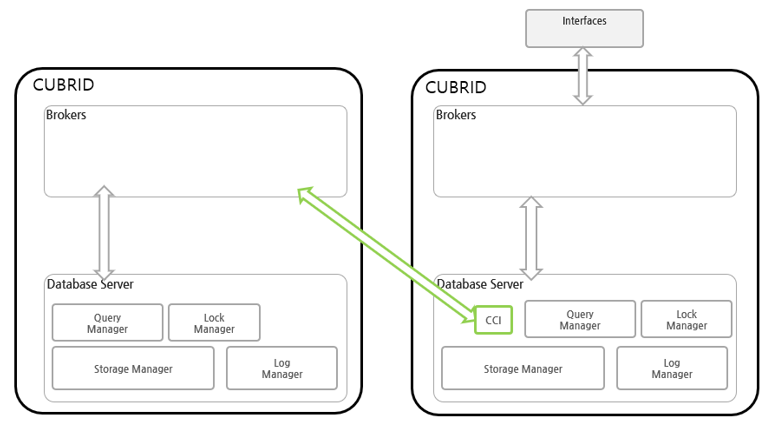 Interfaces
CUBRID
Brokers
Database Server
Query
Manager
Lock
Manager
Storage Manager
Log
Manager
CUBRID
Brokers
Database Server
CCI
Query
Manager
Lock
Manager
Storage Manager
Log
Manager